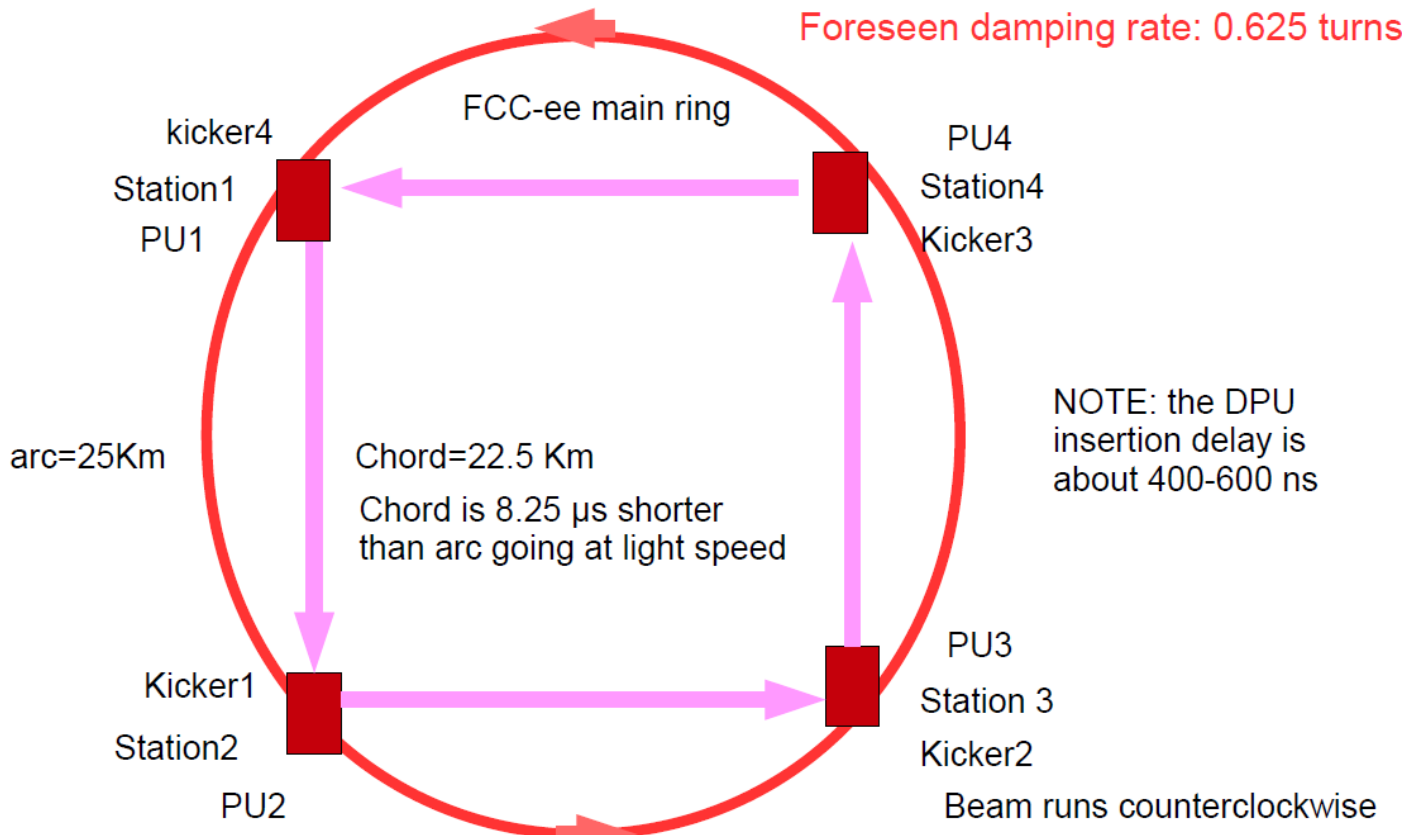 Foreseen damping rate: 0.625 turns
FCC-ee main ring
kicker4
Station1
PU1
PU4
Station4
Kicker3
arc=25Km
Chord=22.5 Km
Chord is 8.25 µs shorter
than arc going at light speed
NOTE: the DPU
insertion delay is
about 400-600 ns
Kicker1
Station2
PU2
PU3
Station 3
Kicker2
Beam runs counterclockwise